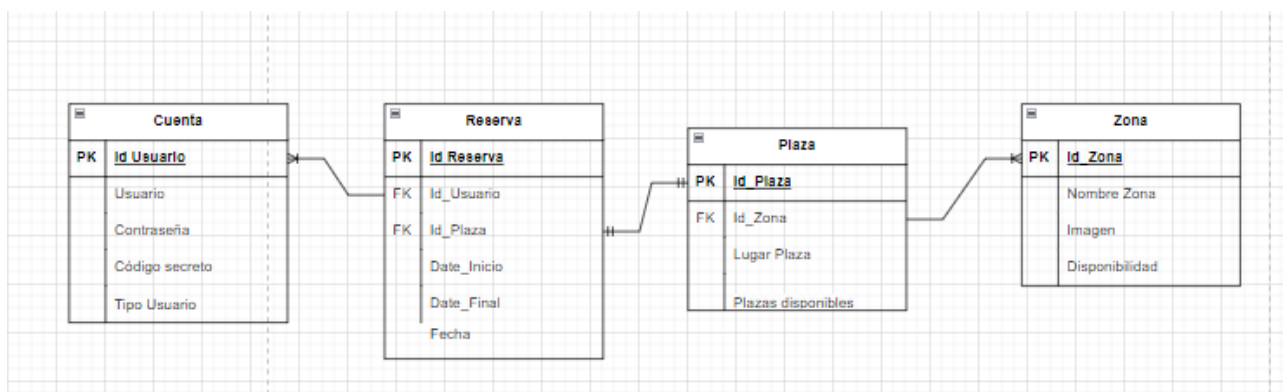 Cuenta
PK Id Usuario
Usuario
Contraseña
Código secreto
Tipo Usuario
Reserva
PK Id Reserva
FK Id_Usuario
FK Id_Plaza
Date_Inicio
Date_Final
Fecha
Plaza
PK Id_Plaza
FK Id_Zona
Lugar Plaza
Plazas disponibles
Zona
PK Id_Zona
Nombre Zona
Imagen
Disponibilidad